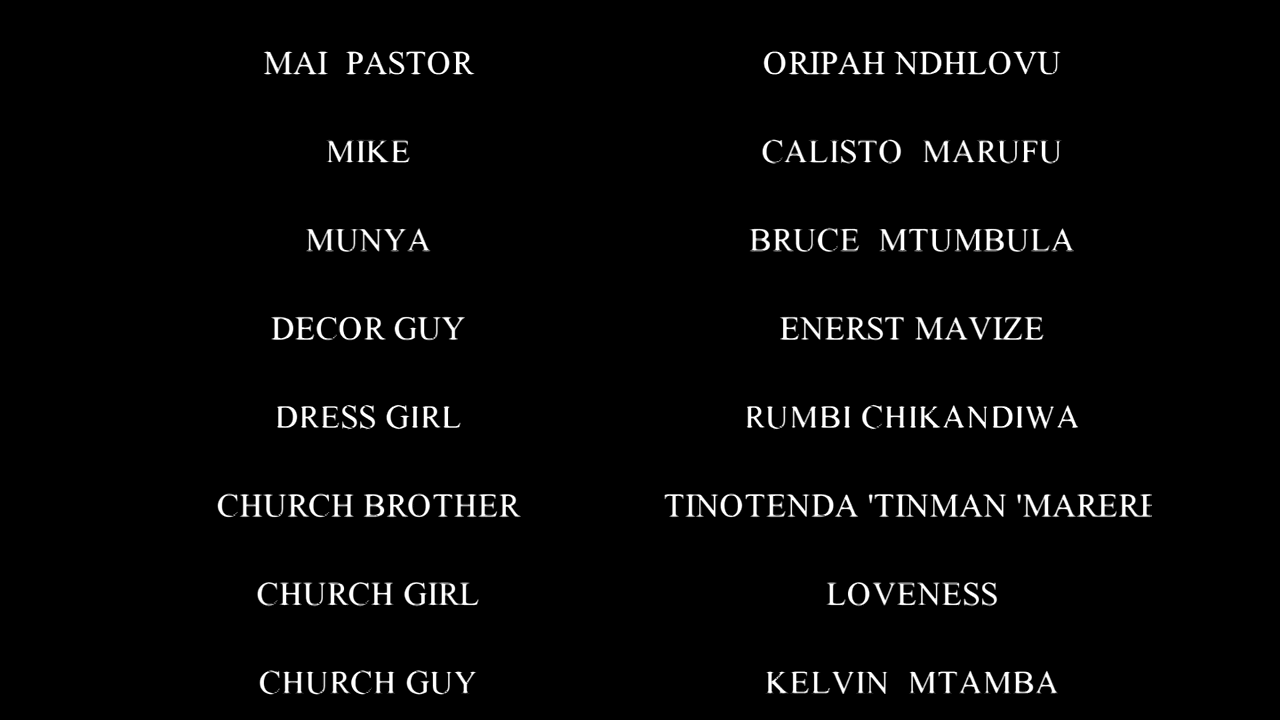 MAI PASTOR ORIPAH NDHLOVU
MIKE CALISTO MARUFU
MUNYA BRUCE MTUMBULA
DECOR GUY ENERST MAVIZE
DRESS GIRL RUMBI CHIKANDIWA
CHURCH BROTHER TINOTENDA 'TINMAN 'MARERE
CHURCH GIRL LOVENESS
CHURCH GUY KELVIN MTAMBA